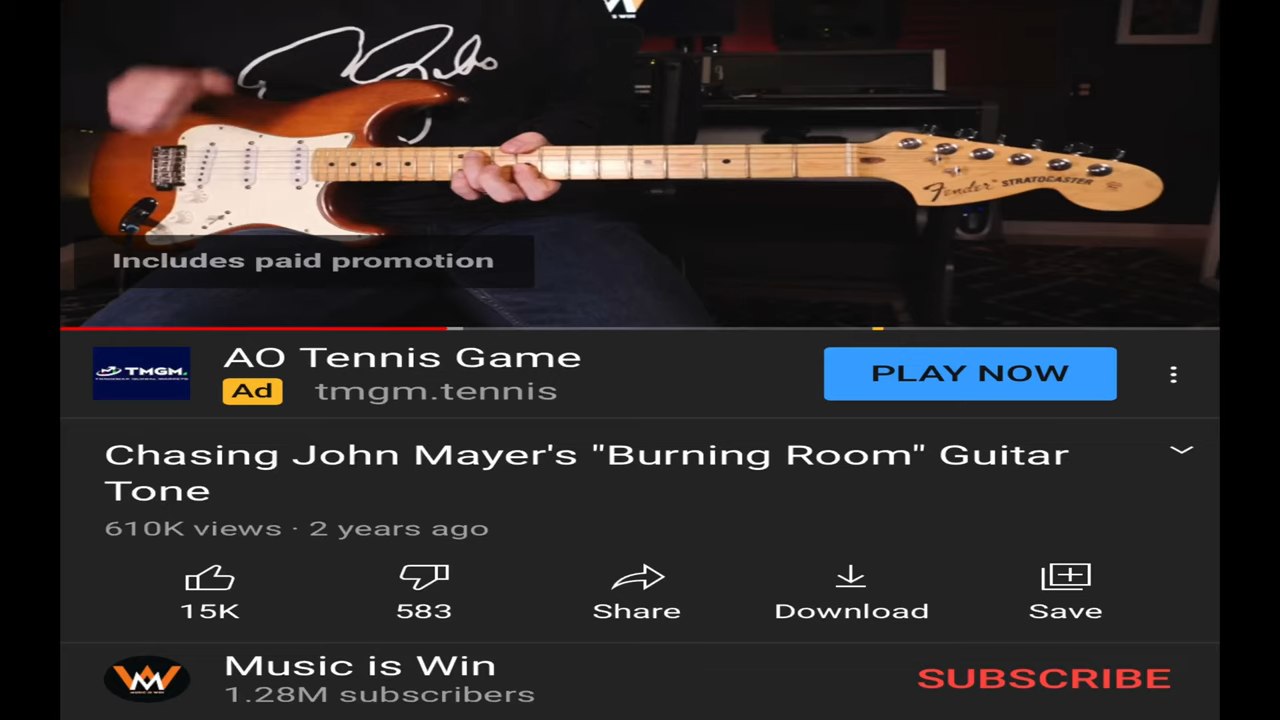 Fender STRATOCASTER
Includes paid promotion
TMGM
AO Tennis Game
Ad tmgm.tennis
PLAY NOW
Chasing John Mayer's "Burning Room" Guitar
Tone
610K views · 2 years ago
15K
583
Share
Download
Save
Music is Win
1.28M subscribers
SUBSCRIBE